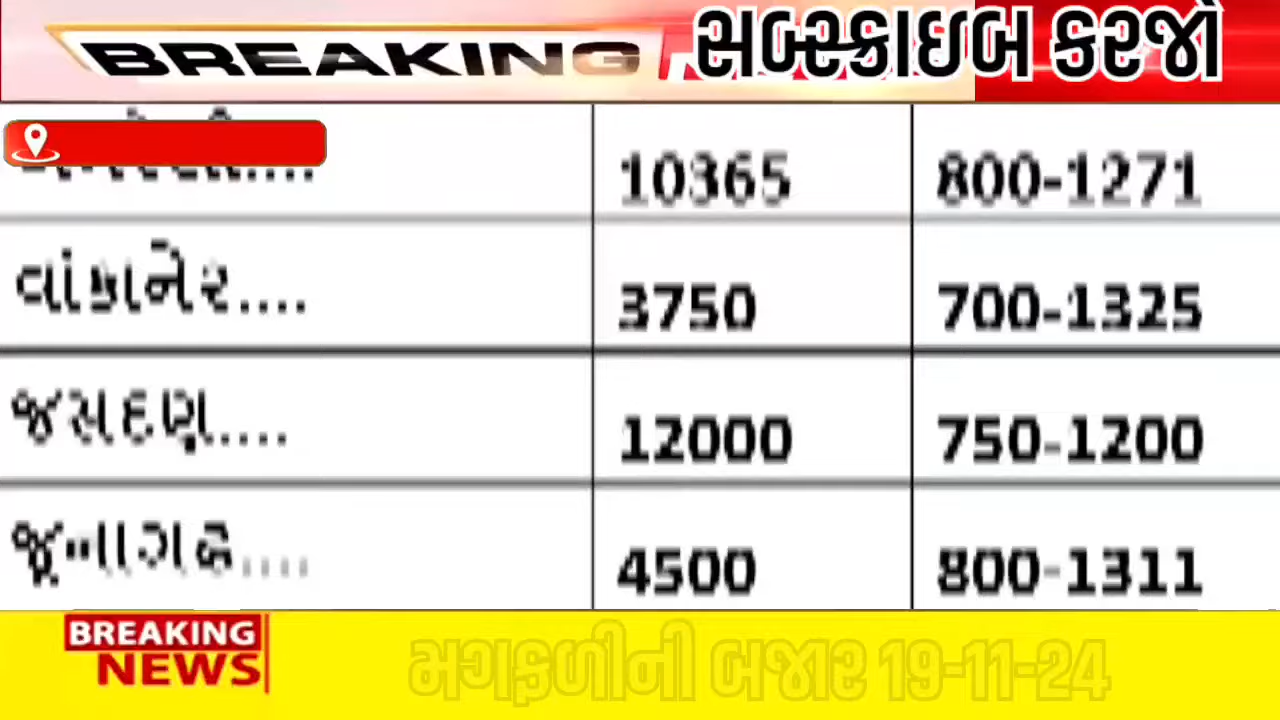 BREAKING
સબસ્ક્રાઇબ કરજો
10365 800-1271
વાંકાનેર.... 3750 700-1325
જસદણ.... 12000 750-1200
જૂનાગઢ.... 4500 800-1311
BREAKING
NEWS
મગફળીની બજાર 19-11-24